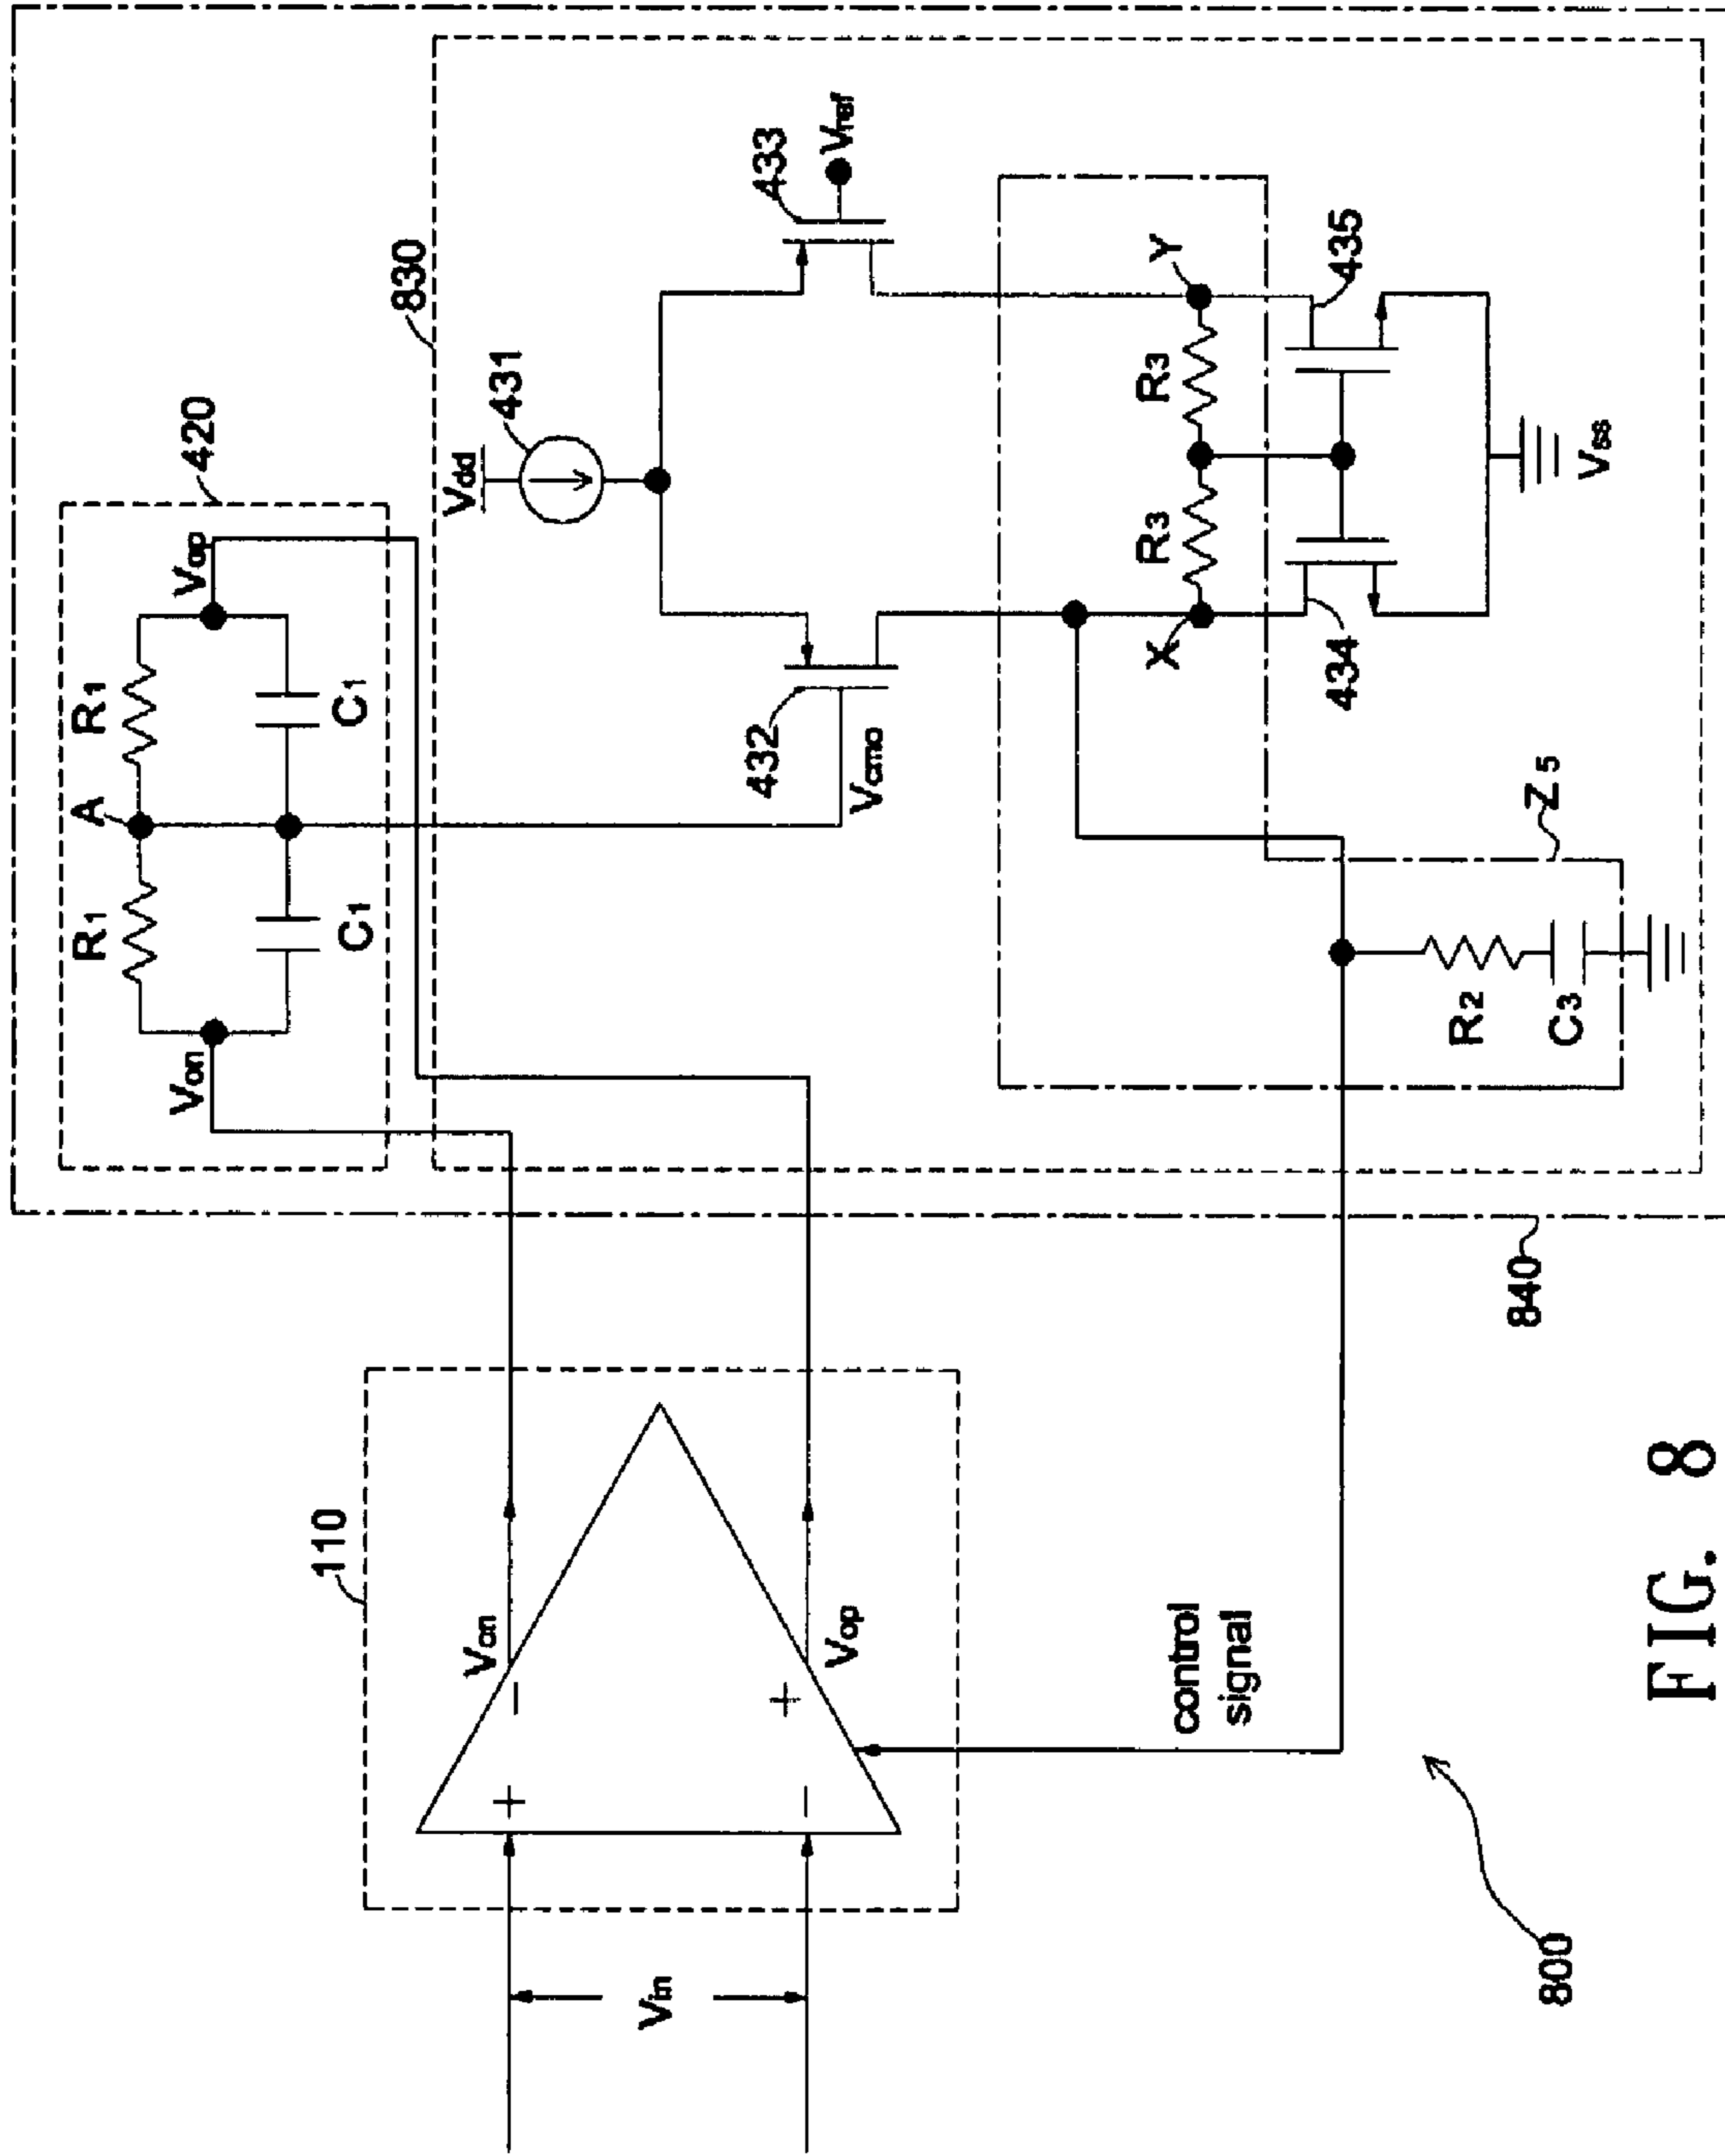 110
Vin
Von
Vop
+
−
−
+
control
signal
800
840
420
Von
Vop
R1
A
R1
C1
C1
830
Vdd
431
432
Vcmo
433
Vref
X
R3
R3
Y
434
435
Vss
R2
C3
Z5
FIG. 8